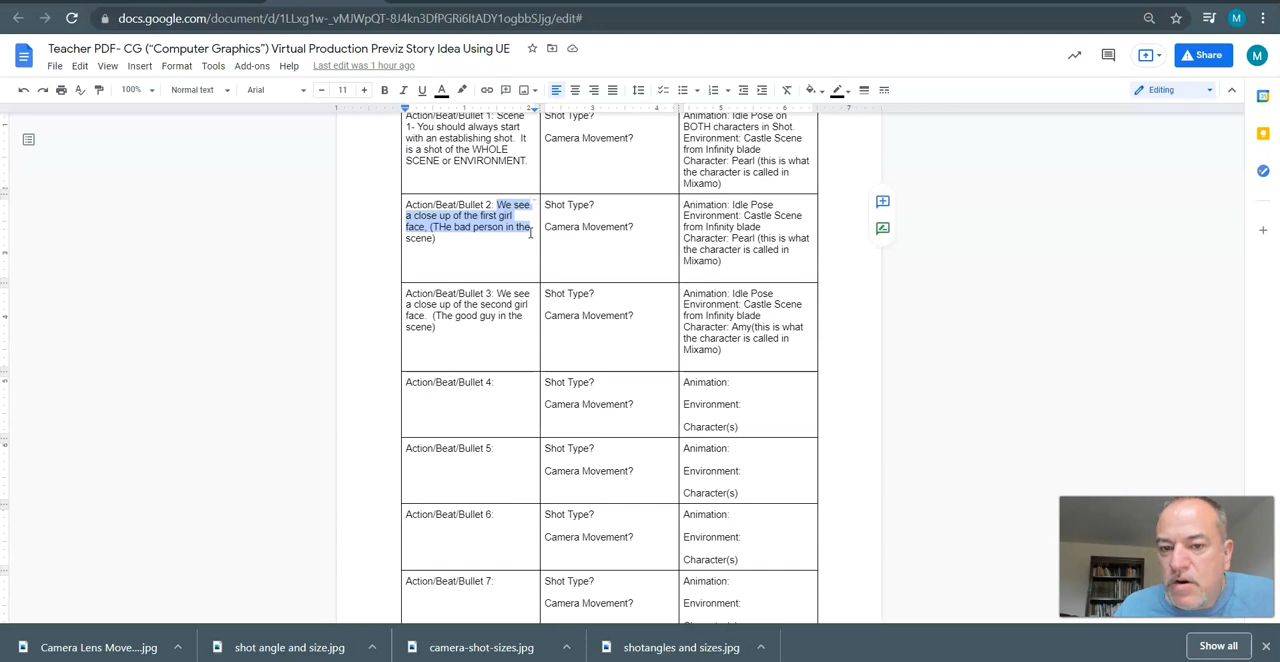 docs.google.com/document/d/1LLxg1w-_vMJWpQT-8J4kn3DfPGRi6ItADY1ogbbSJjg/edit#
M
Teacher PDF- CG ("Computer Graphics") Virtual Production Previz Story Idea Using UE
File Edit View Insert Format Tools Add-ons Help Last edit was 1 hour ago
Share
M
100% Normal text Arial 11 B I U A Editing
1 1 2 3 4 5 6 7
Action/Beat/Bullet 1: Scene
1- You should always start
with an establishing shot. It
is a shot of the WHOLE
SCENE or ENVIRONMENT.
Shot Type?
Camera Movement?
Animation: Idle Pose on
BOTH characters in Shot.
Environment: Castle Scene
from Infinity blade
Character: Pearl (this is what
the character is called in
Mixamo)
Action/Beat/Bullet 2: We see
a close up of the first girl
face, (THe bad person in the
scene)
Shot Type?
Camera Movement?
Animation: Idle Pose
Environment: Castle Scene
from Infinity blade
Character: Pearl (this is what
the character is called in
Mixamo)
Action/Beat/Bullet 3: We see
a close up of the second girl
face. (The good guy in the
scene)
Shot Type?
Camera Movement?
Animation: Idle Pose
Environment: Castle Scene
from Infinity blade
Character: Amy(this is what
the character is called in
Mixamo)
Action/Beat/Bullet 4:
Shot Type?
Camera Movement?
Animation:
Environment:
Character(s)
Action/Beat/Bullet 5:
Shot Type?
Camera Movement?
Animation:
Environment:
Character(s)
Action/Beat/Bullet 6:
Shot Type?
Camera Movement?
Animation:
Environment:
Character(s)
Action/Beat/Bullet 7:
Shot Type?
Camera Movement?
Animation:
Environment:
Camera Lens Move....jpg
shot angle and size.jpg
camera-shot-sizes.jpg
shotangles and sizes.jpg
Show all